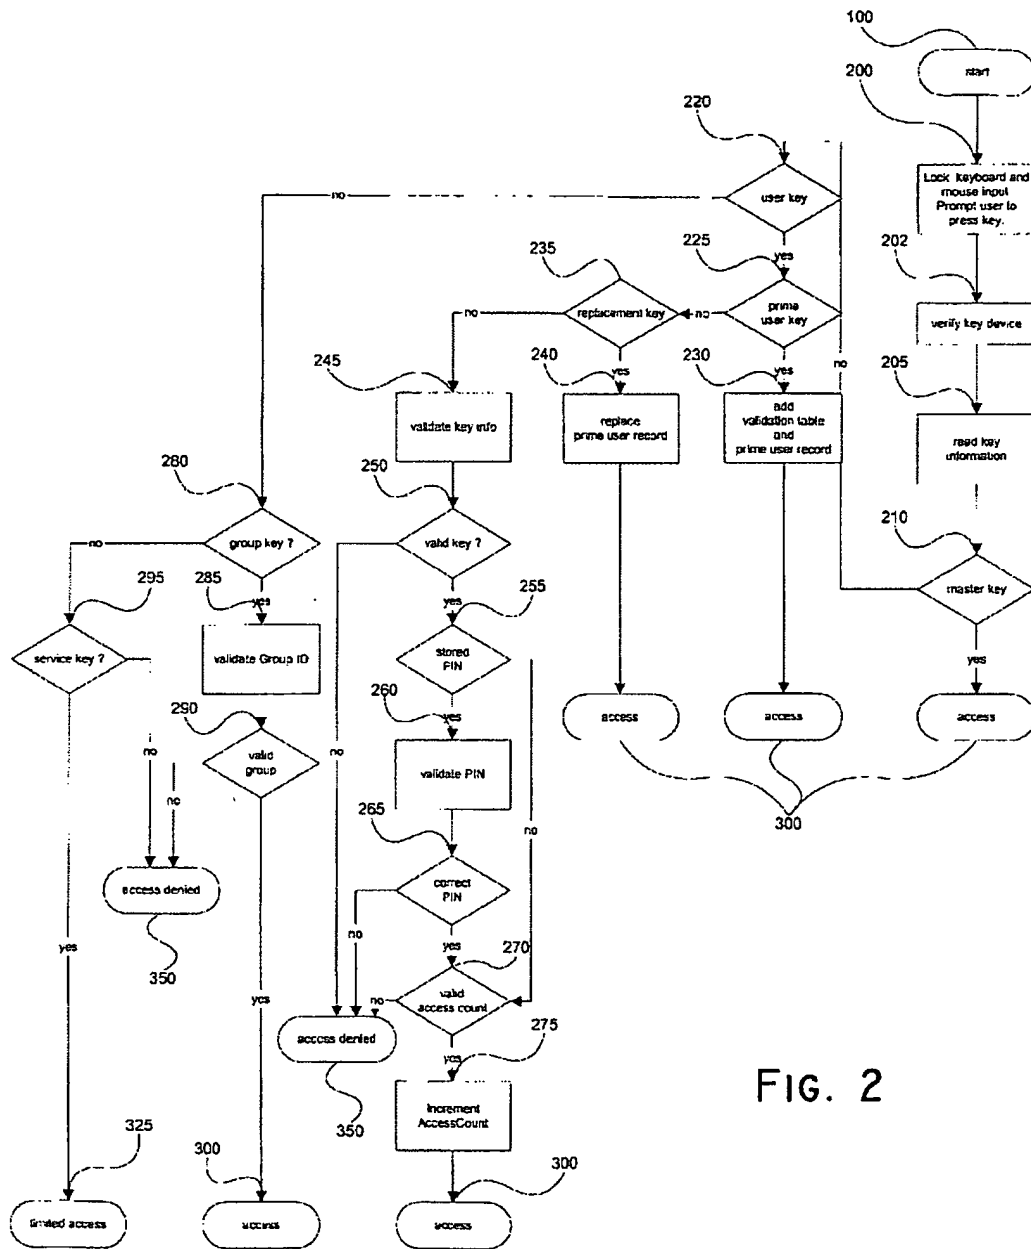 100
start
200
220
Lock keyboard and
mouse input
Prompt user to
press key.
no
user key
202
235
225
yes
replacement key
no
no
prime
user key
verify key device
245
240
yes
230
yes
no
205
validate key info
replace
prime user record
add
validation table
and
prime user record
read key
information
280
250
210
no
group key ?
valid key ?
master key
295
285
yes
yes
255
service key ?
validate Group ID
stored
PIN
yes
290
260
yes
access
access
access
no
valid
group
no
validate PIN
no
265
no
300
access denied
correct
PIN
350
yes
no
yes
270
yes
no
valid
access count
access denied
275
yes
350
Increment
AccessCount
FIG. 2
325
300
300
limited access
access
access